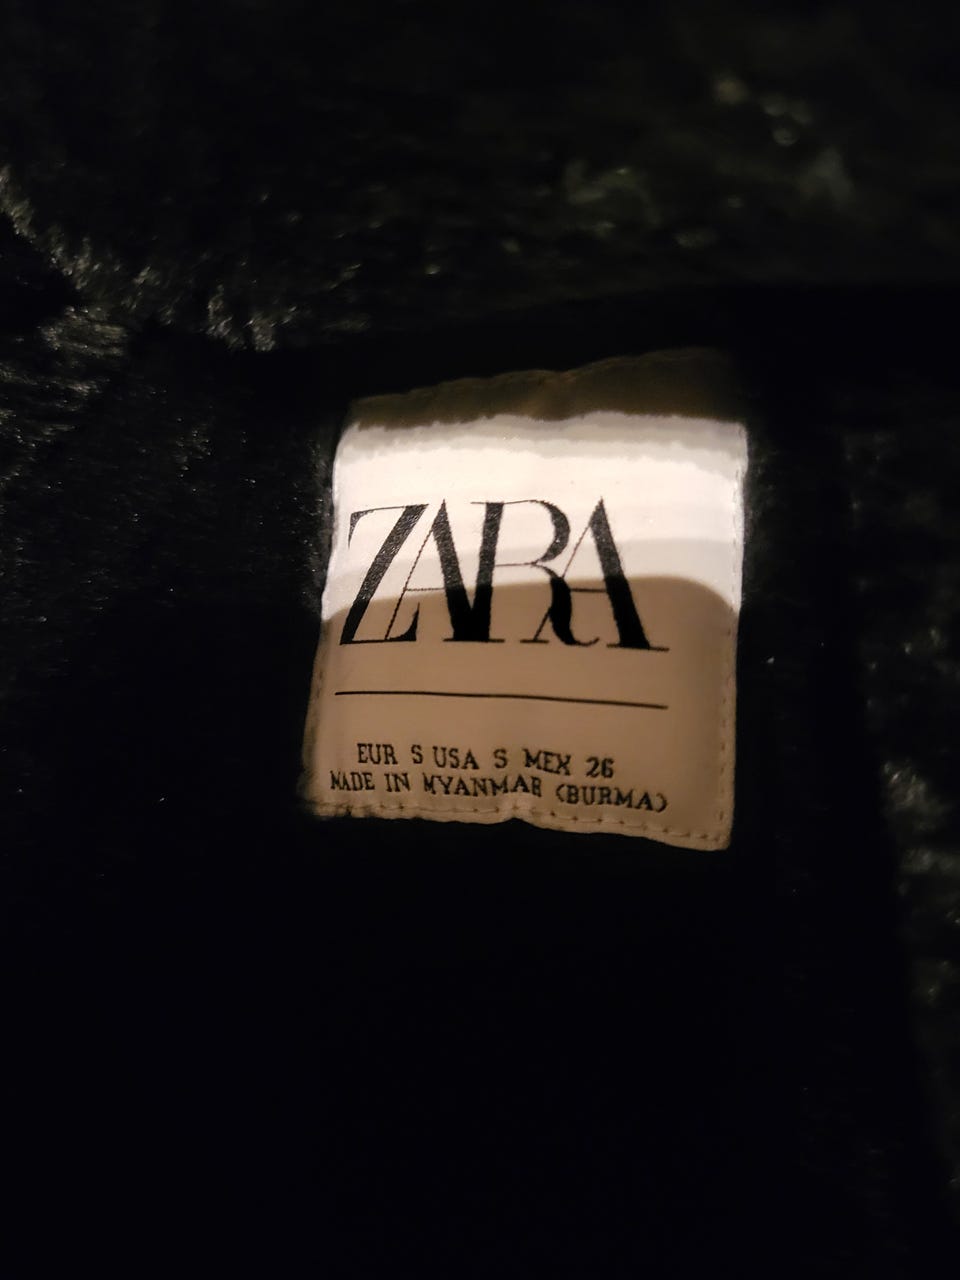 ZARA
EUR S USA S MEX 26
MADE IN MYANMAR (BURMA)